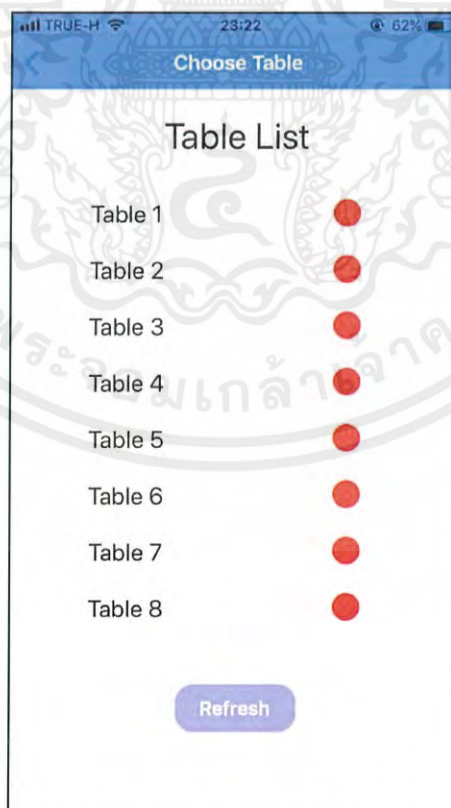 TRUE-H 23:22 62%
Choose Table
Table List
Table 1
Table 2
Table 3
Table 4
Table 5
Table 6
Table 7
Table 8
Refresh